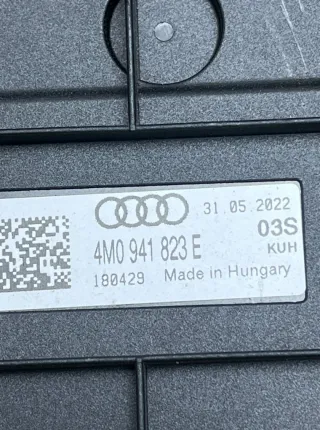 31.05.2022
03S
4M0 941 823 E
KUH
180429 Made in Hungary